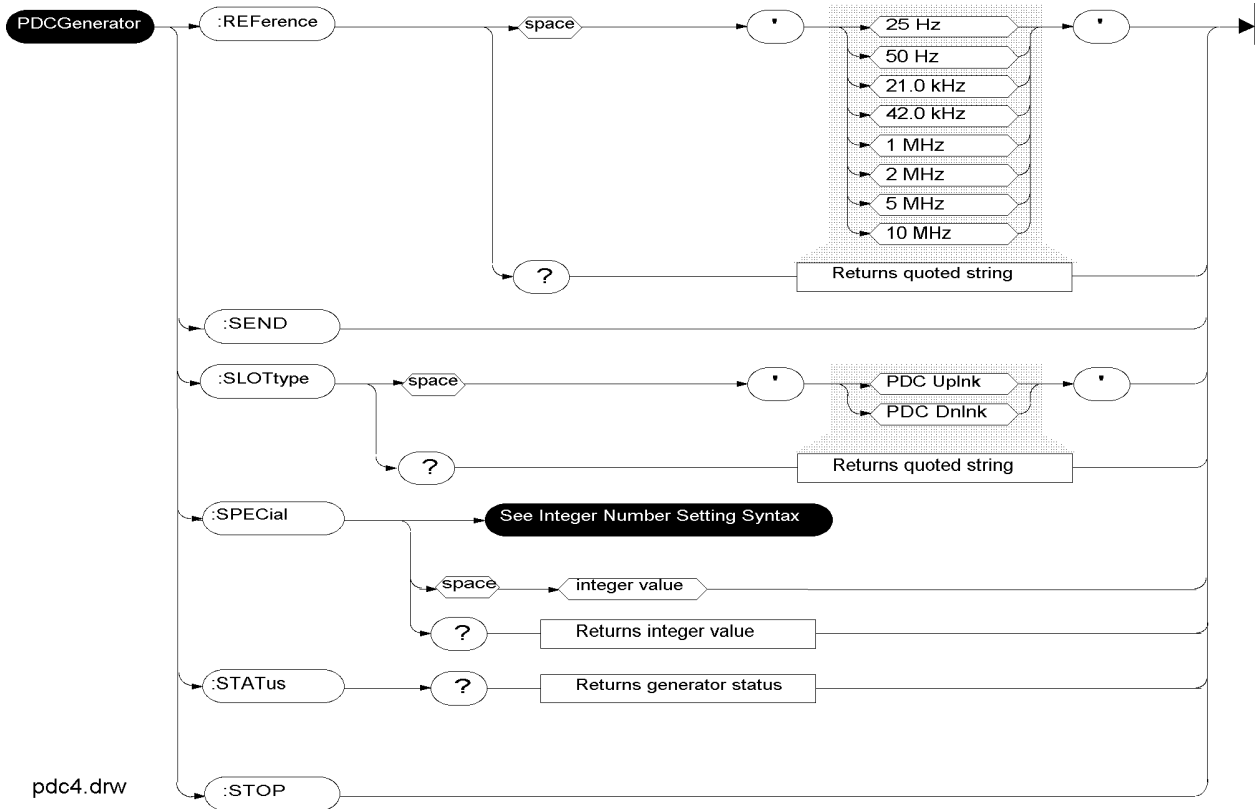 PDCGenerator
:REFerence
space
'
25 Hz
'
50 Hz
21.0 kHz
42.0 kHz
1 MHz
2 MHz
5 MHz
10 MHz
?
Returns quoted string
:SEND
:SLOTtype
space
'
PDC Uplnk
'
PDC Dnlnk
?
Returns quoted string
:SPECial
See Integer Number Setting Syntax
space
integer value
?
Returns integer value
:STATus
?
Returns generator status
pdc4.drw
:STOP